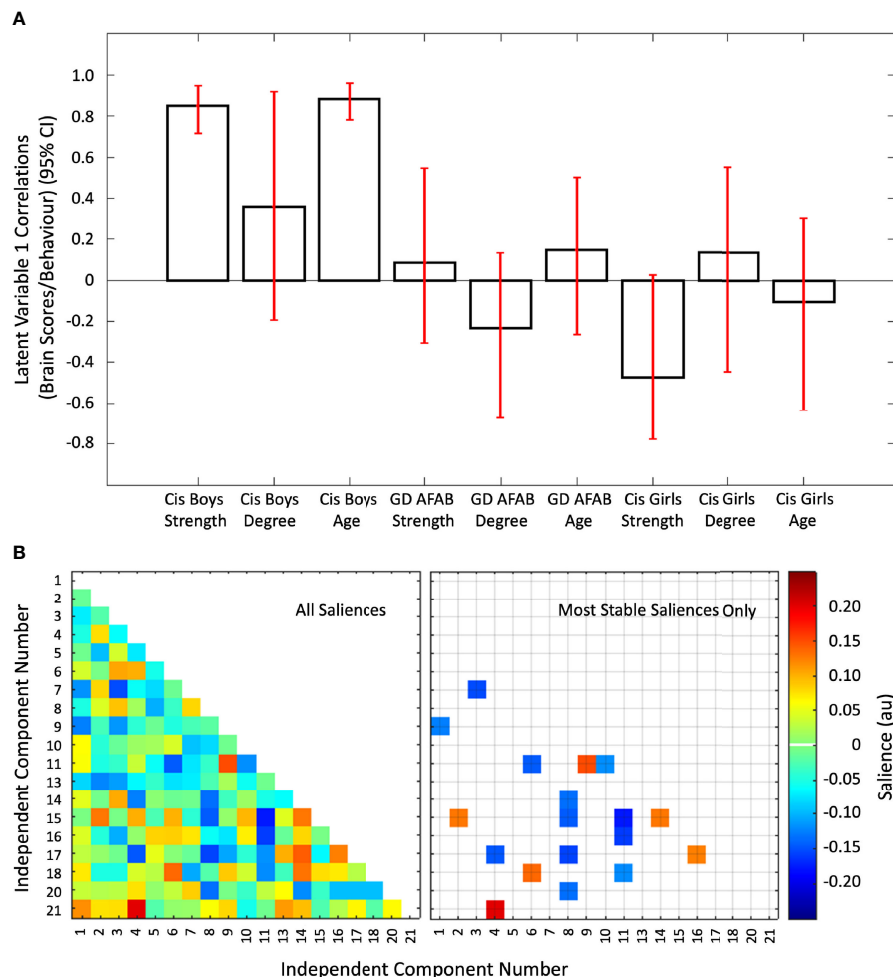 A
Latent Variable 1 Correlations
(Brain Scores/Behaviour) (95% CI)
1.0
0.8
0.6
0.4
0.2
0
-0.2
-0.4
-0.6
-0.8
Cis Boys Strength
Cis Boys Degree
Cis Boys Age
GD AFAB Strength
GD AFAB Degree
GD AFAB Age
Cis Girls Strength
Cis Girls Degree
Cis Girls Age
B
Independent Component Number
1
2
3
4
5
6
7
8
9
10
11
13
14
15
16
17
18
20
21
All Saliences
1 2 3 4 5 6 7 8 9 10 11 13 14 15 16 17 18 20 21
Most Stable Saliences Only
1 2 3 4 5 6 7 8 9 10 11 13 14 15 16 17 18 20 21
Independent Component Number
0.20
0.15
0.10
0.05
0
-0.05
-0.10
-0.15
-0.20
Salience (au)